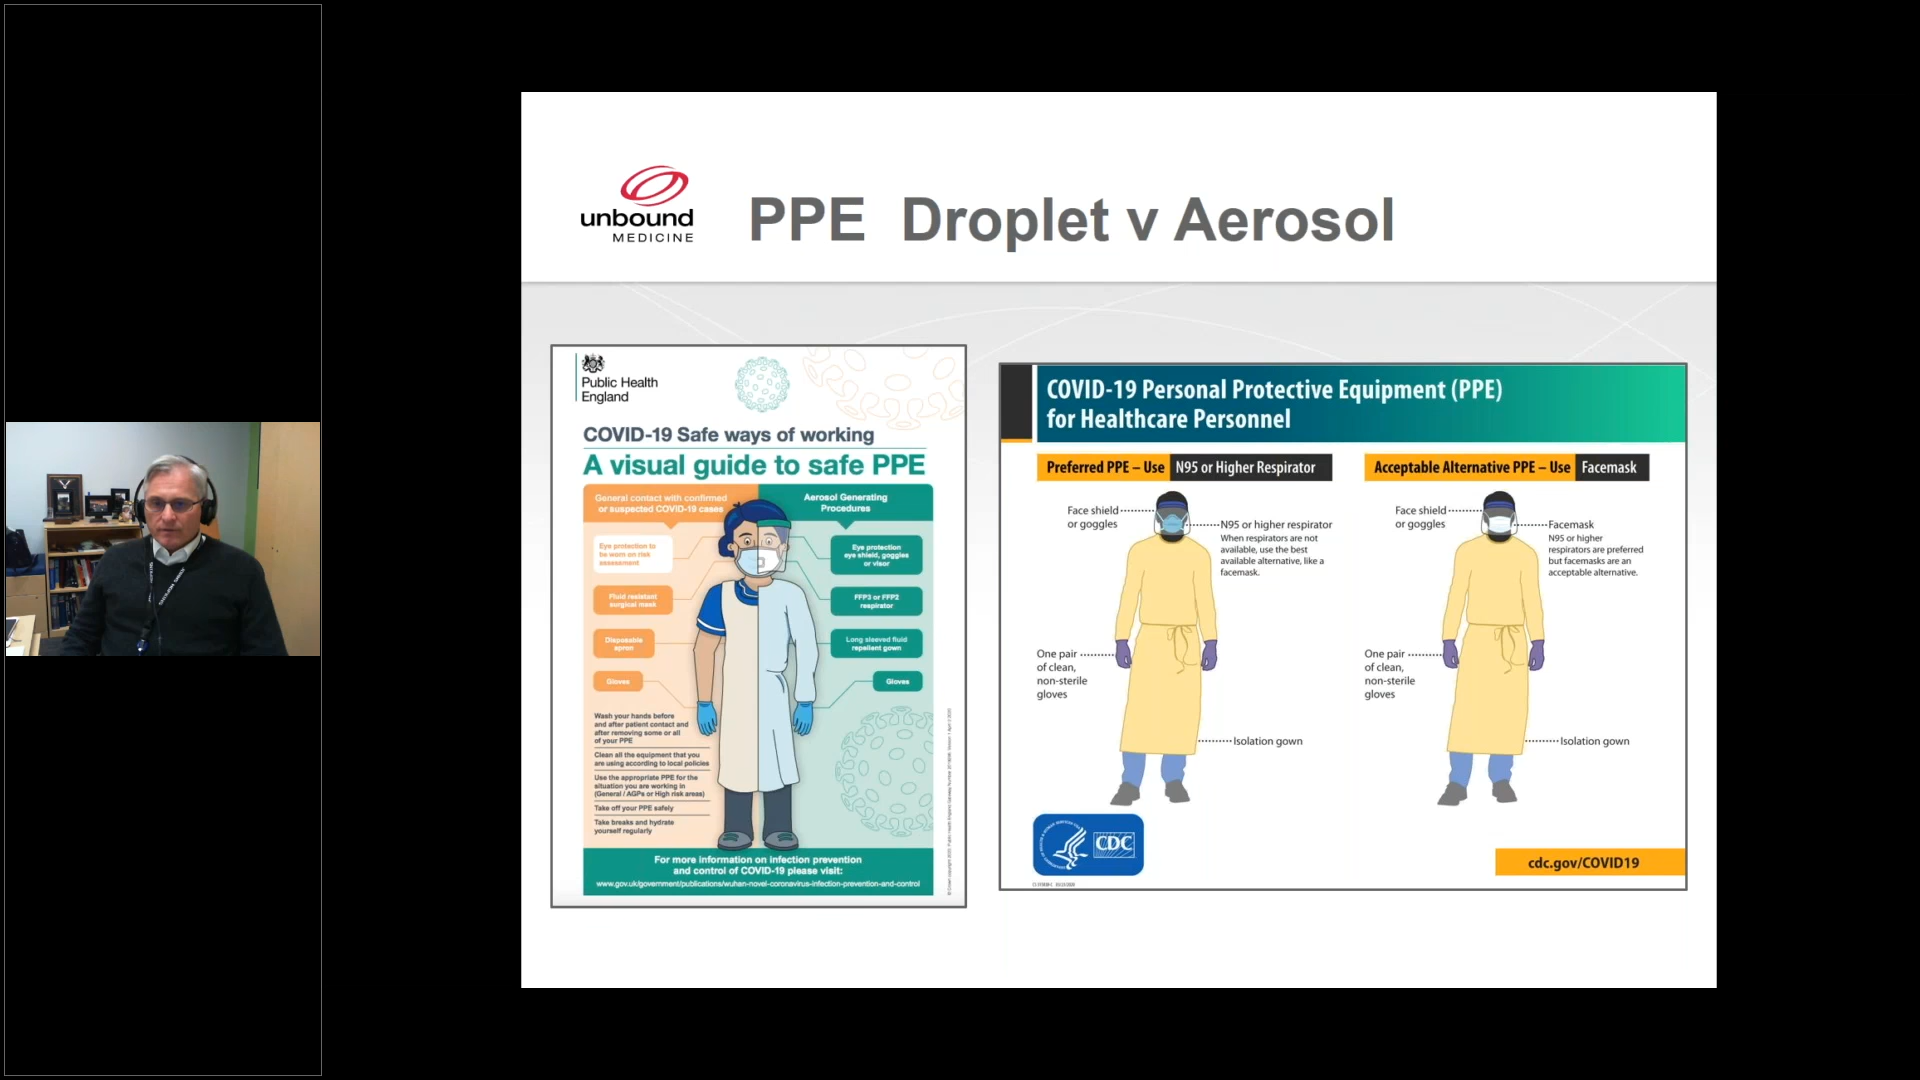 unbound
MEDICINE
PPE Droplet v Aerosol
Public Health
England
COVID-19 Safe ways of working
A visual guide to safe PPE
General contact with confirmed
or suspected COVID-19 cases
Aerosol Generating
Procedures
Eye protection to
be worn on risk
assessment
Fluid resistant
surgical mask
Disposable
apron
Gloves
Eye protection
eye shield, goggles
or visor
FFP3 or FFP2
respirator
Long sleeved fluid
repellent gown
Gloves
Wash your hands before
and after patient contact and
after removing some or all
of your PPE
Clean all the equipment that you
are using according to local policies
Use the appropriate PPE for the
situation you are working in
(General / AGPs or High risk areas)
Take off your PPE safely
Take breaks and hydrate
yourself regularly
For more information on infection prevention
and control of COVID-19 please visit:
www.gov.uk/government/publications/wuhan-novel-coronavirus-infection-prevention-and-control
COVID-19 Personal Protective Equipment (PPE)
for Healthcare Personnel
Preferred PPE – Use N95 or Higher Respirator
Face shield
or goggles
N95 or higher respirator
When respirators are not
available, use the best
available alternative, like a
facemask.
One pair
of clean,
non-sterile
gloves
Isolation gown
Acceptable Alternative PPE – Use Facemask
Face shield
or goggles
Facemask
N95 or higher
respirators are preferred
but facemasks are an
acceptable alternative.
One pair
of clean,
non-sterile
gloves
Isolation gown
CDC
cdc.gov/COVID19